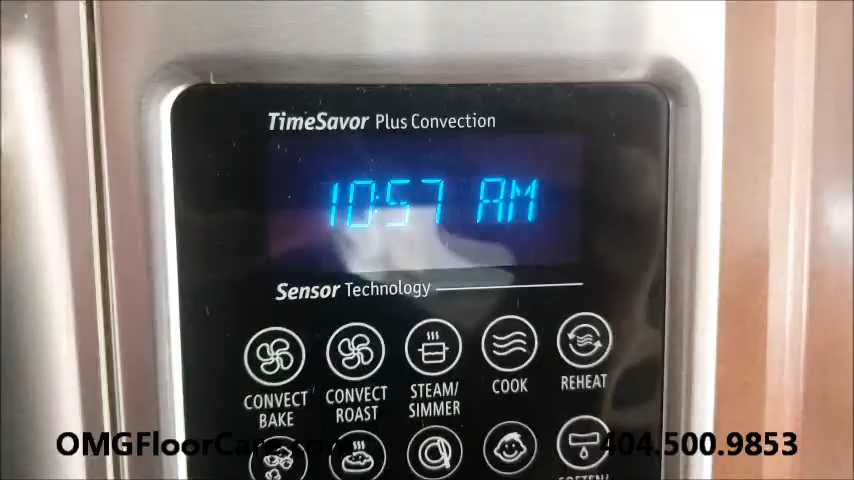 TimeSavor Plus Convection
10:57 AM
Sensor Technology
CONVECT BAKE
CONVECT ROAST
STEAM/ SIMMER
COOK
REHEAT
OMGFloorCare.com
404.500.9853